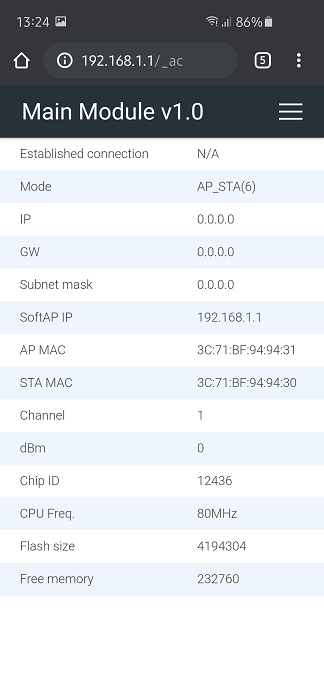 13:24 86%
192.168.1.1/_ac 5
Main Module v1.0
Established connection N/A
Mode AP_STA(6)
IP 0.0.0.0
GW 0.0.0.0
Subnet mask 0.0.0.0
SoftAP IP 192.168.1.1
AP MAC 3C:71:BF:94:94:31
STA MAC 3C:71:BF:94:94:30
Channel 1
dBm 0
Chip ID 12436
CPU Freq. 80MHz
Flash size 4194304
Free memory 232760